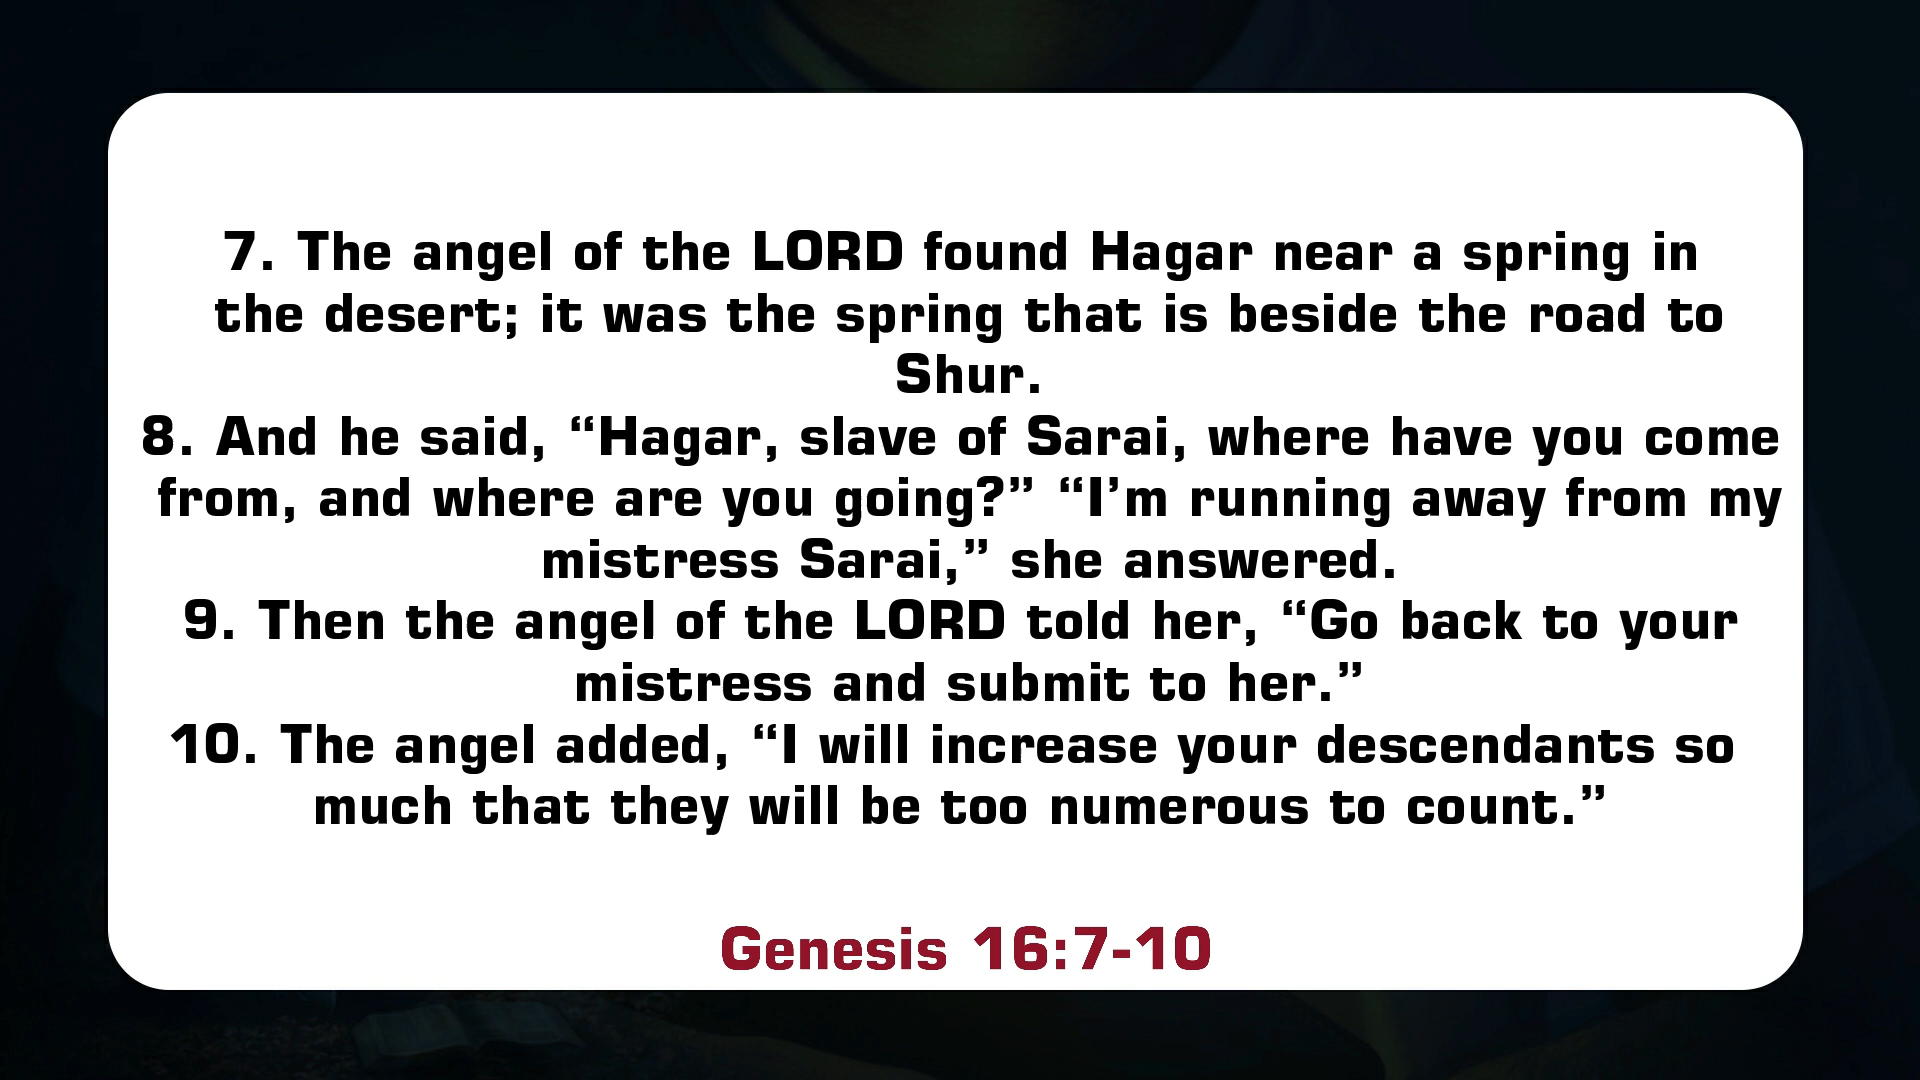 7. The angel of the LORD found Hagar near a spring in
the desert; it was the spring that is beside the road to
Shur.
8. And he said, “Hagar, slave of Sarai, where have you come
from, and where are you going?” “I’m running away from my
mistress Sarai,” she answered.
9. Then the angel of the LORD told her, “Go back to your
mistress and submit to her.”
10. The angel added, “I will increase your descendants so
much that they will be too numerous to count.”
Genesis 16:7-10